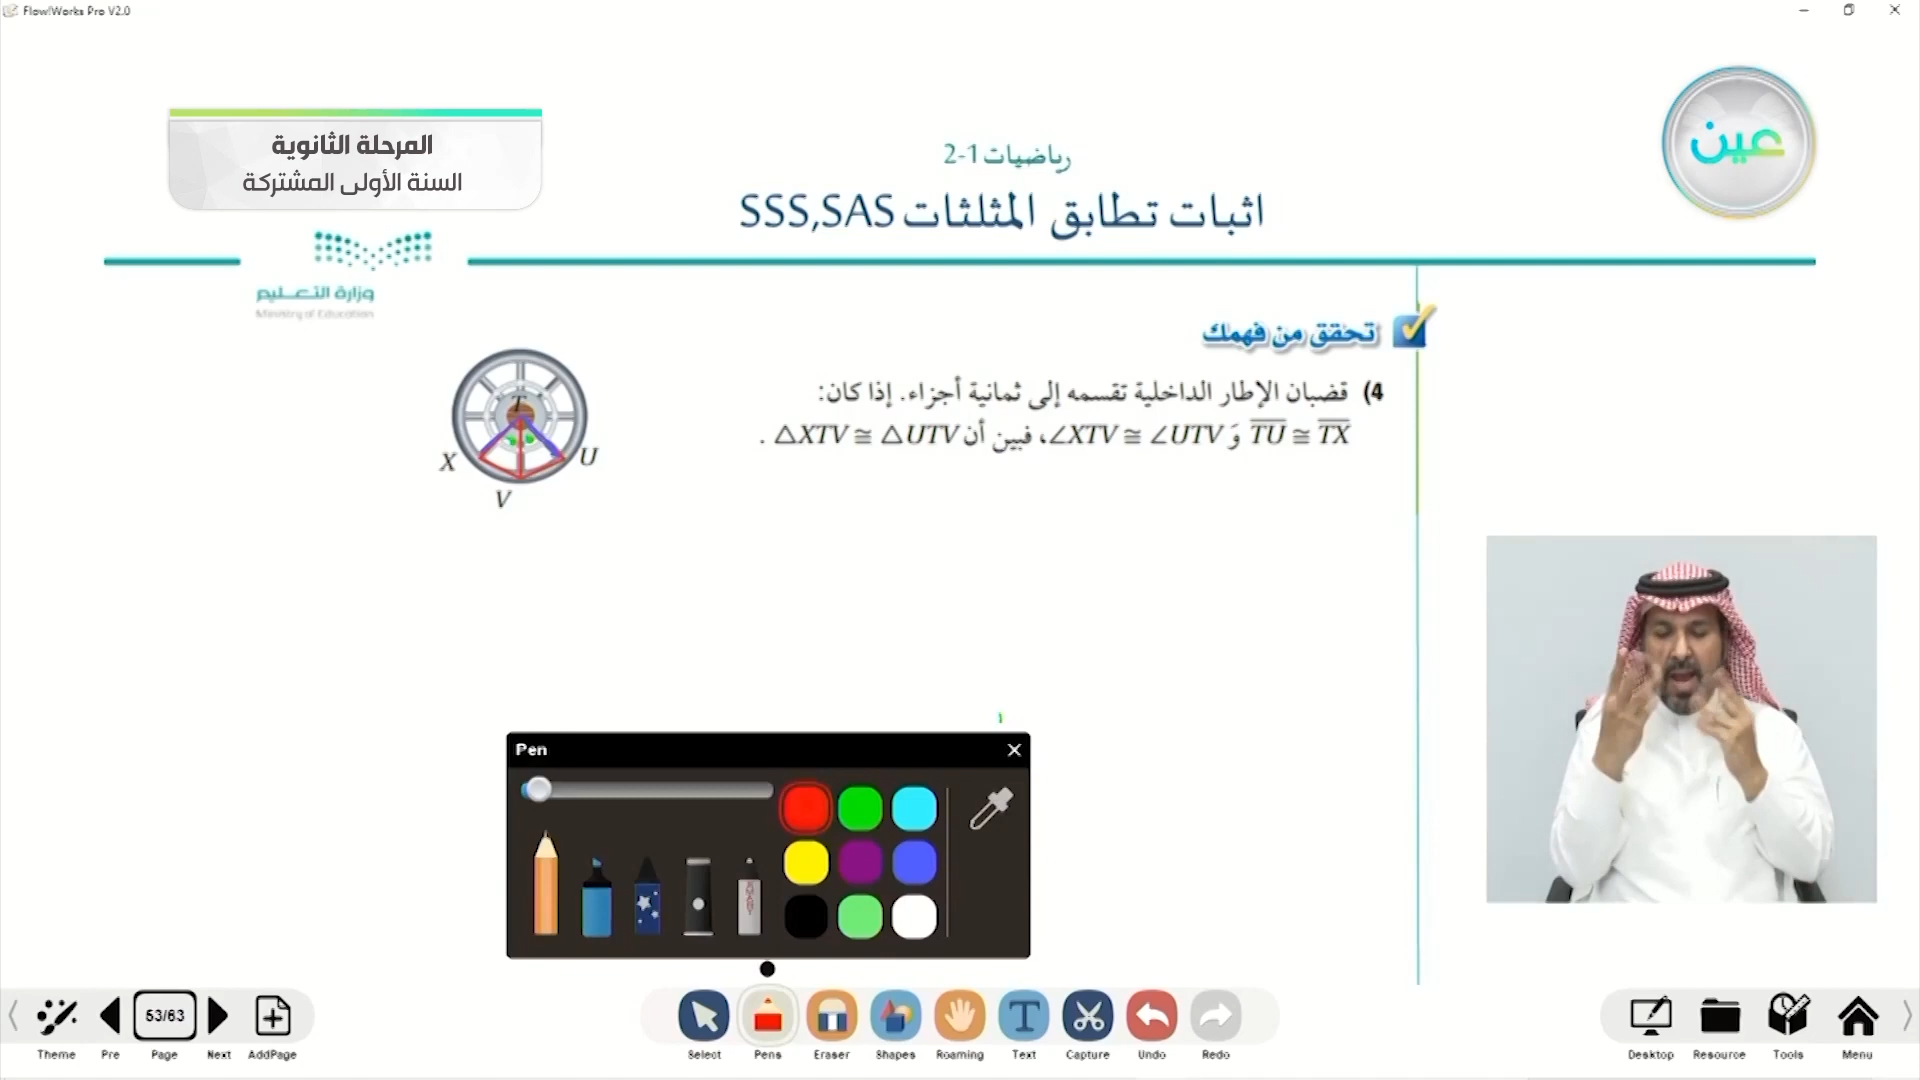 FlowWorks Pro V2.0
المرحلة الثانوية
السنة الأولى المشتركة
عين
رياضيات 1-2
اثبات تطابق المثلثات SSS,SAS
وزارة التعليم
Ministry of Education
تحقق من فهمك
4) قضبان الإطار الداخلية تقسمه إلى ثمانية أجزاء. إذا كان:
TU ≅ TX وَ ∠XTV ≅ ∠UTV، فبين أن △XTV ≅ △UTV .
T
X
U
V
Pen
53/63
Theme
Pre
Page
Next
AddPage
Select
Pens
Eraser
Shapes
Roaming
Text
Capture
Undo
Redo
Desktop
Resource
Tools
Menu